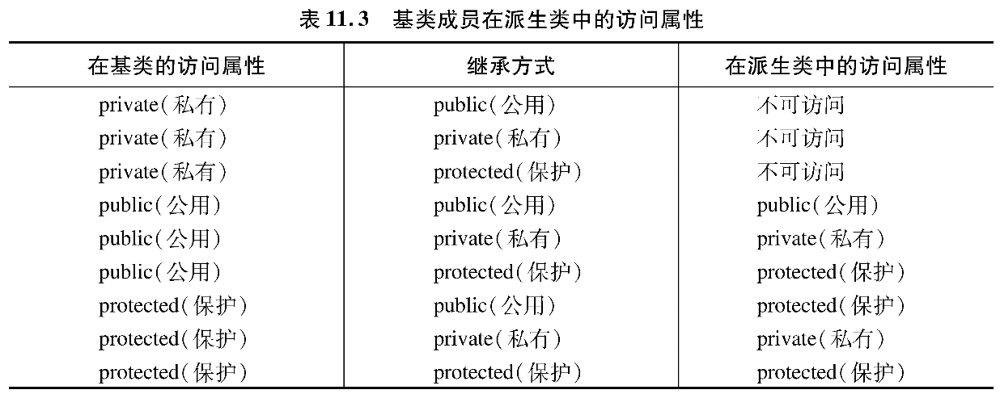 表 11.3 基类成员在派生类中的访问属性
在基类的访问属性 继承方式 在派生类中的访问属性
private(私有) public(公用) 不可访问
private(私有) private(私有) 不可访问
private(私有) protected(保护) 不可访问
public(公用) public(公用) public(公用)
public(公用) private(私有) private(私有)
public(公用) protected(保护) protected(保护)
protected(保护) public(公用) protected(保护)
protected(保护) private(私有) private(私有)
protected(保护) protected(保护) protected(保护)